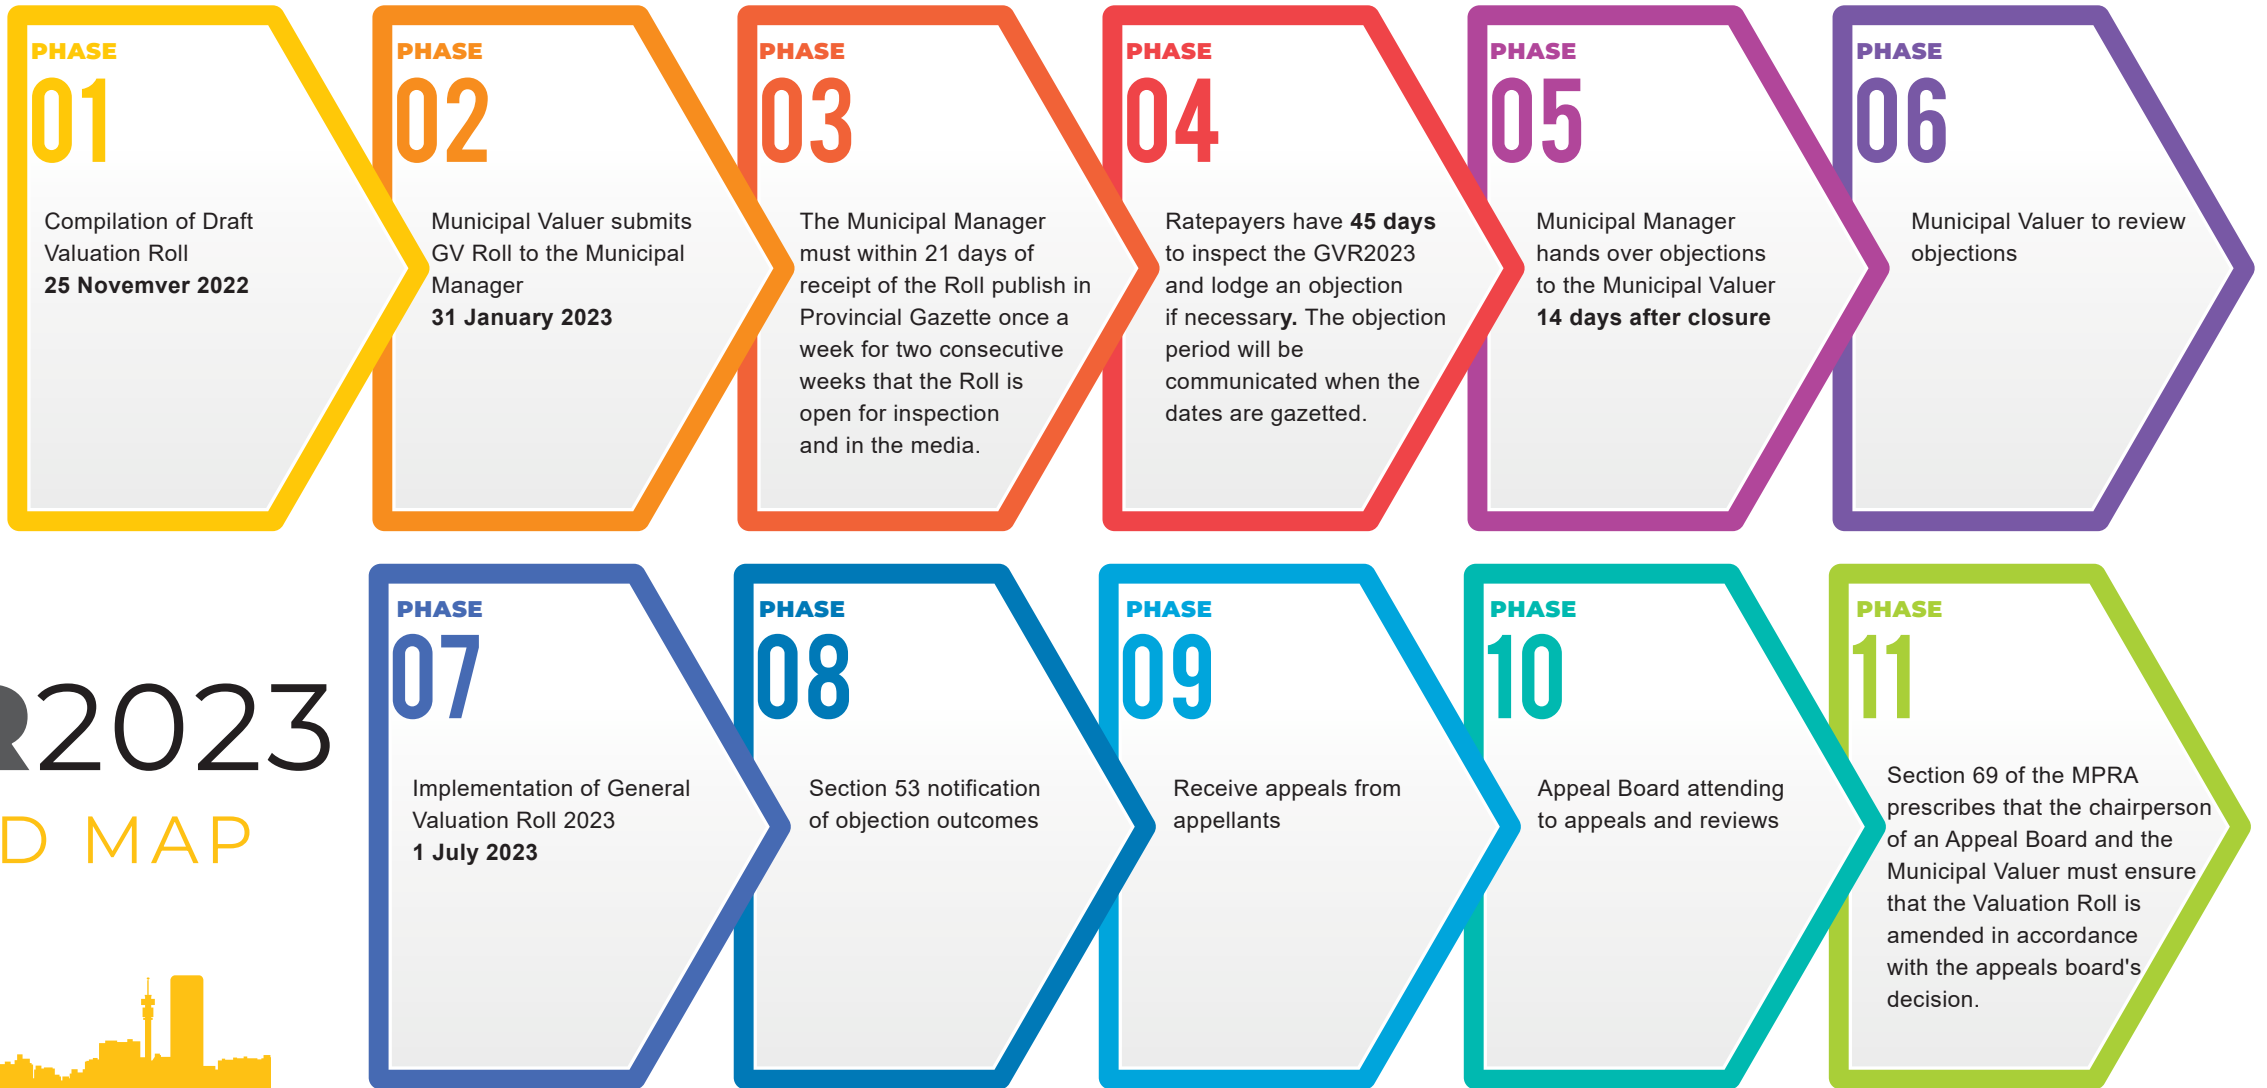 PHASE
01
Compilation of Draft
Valuation Roll
25 Novemver 2022
PHASE
02
Municipal Valuer submits
GV Roll to the Municipal
Manager
31 January 2023
PHASE
03
The Municipal Manager
must within 21 days of
receipt of the Roll publish in
Provincial Gazette once a
week for two consecutive
weeks that the Roll is
open for inspection
and in the media.
PHASE
04
Ratepayers have 45 days
to inspect the GVR2023
and lodge an objection
if necessary. The objection
period will be
communicated when the
dates are gazetted.
PHASE
05
Municipal Manager
hands over objections
to the Municipal Valuer
14 days after closure
PHASE
06
Municipal Valuer to review
objections
R2023
D MAP
PHASE
07
Implementation of General
Valuation Roll 2023
1 July 2023
PHASE
08
Section 53 notification
of objection outcomes
PHASE
09
Receive appeals from
appellants
PHASE
10
Appeal Board attending
to appeals and reviews
PHASE
11
Section 69 of the MPRA
prescribes that the chairperson
of an Appeal Board and the
Municipal Valuer must ensure
that the Valuation Roll is
amended in accordance
with the appeals board's
decision.